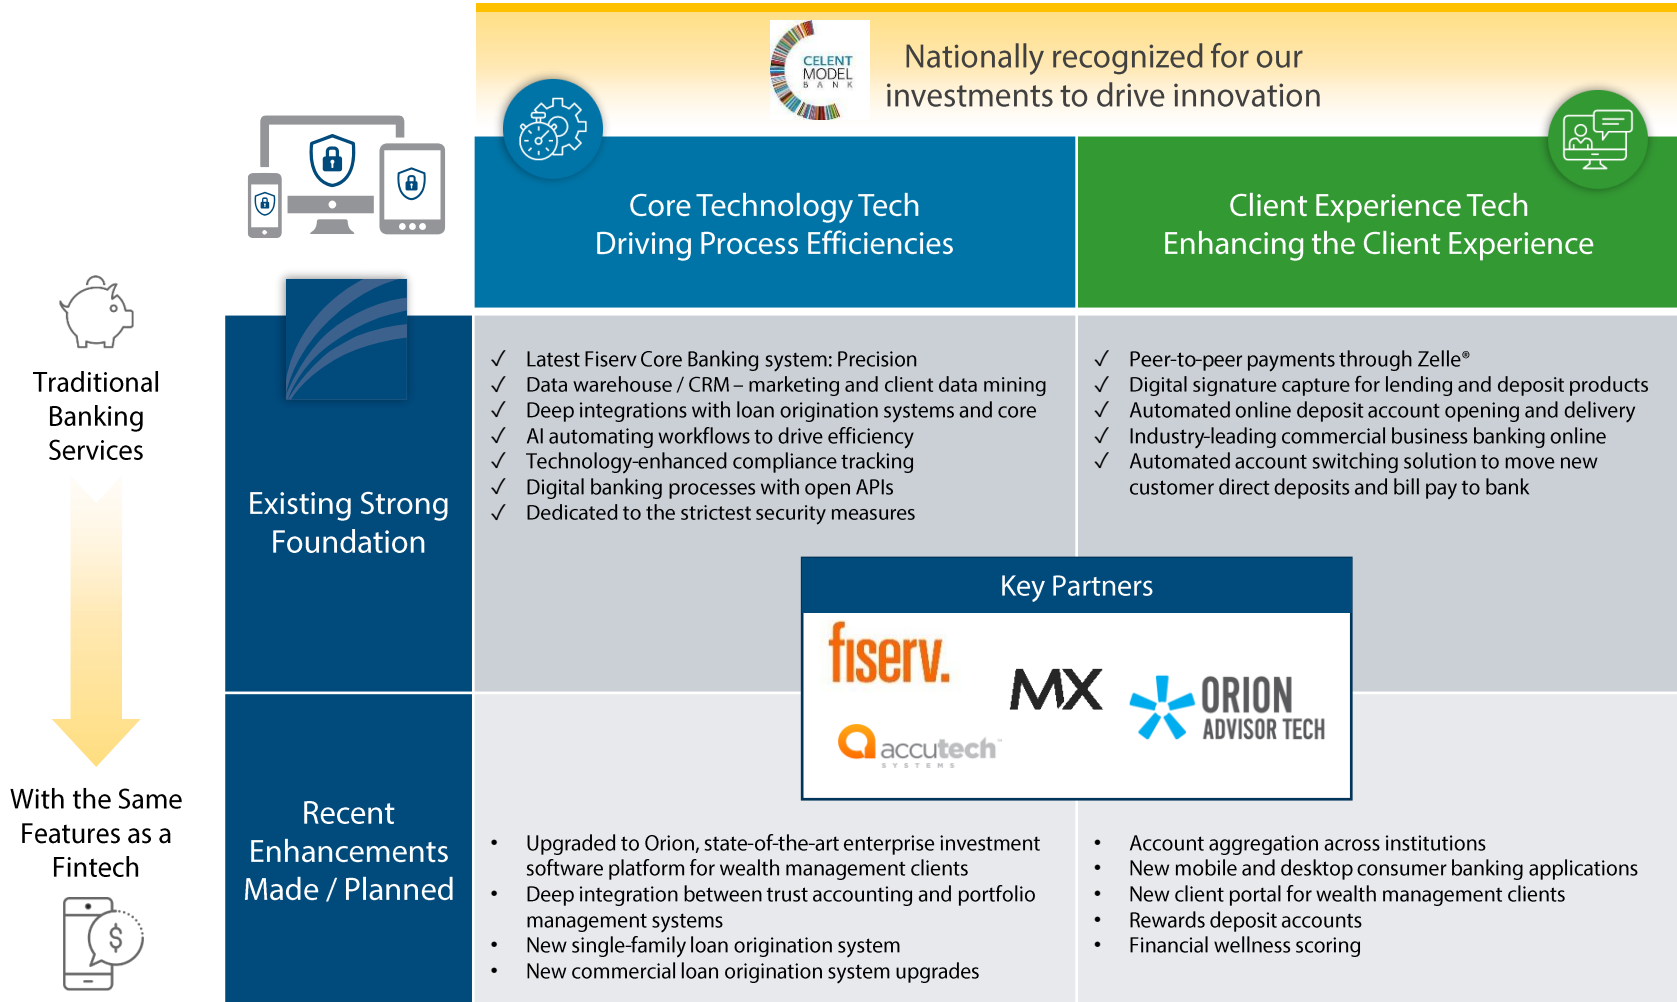 CELENT
MODEL
BANK
Nationally recognized for our
investments to drive innovation
Core Technology Tech
Driving Process Efficiencies
Client Experience Tech
Enhancing the Client Experience
Traditional
Banking
Services
With the Same
Features as a
Fintech
$
Existing Strong
Foundation
✓ Latest Fiserv Core Banking system: Precision
✓ Data warehouse / CRM – marketing and client data mining
✓ Deep integrations with loan origination systems and core
✓ AI automating workflows to drive efficiency
✓ Technology-enhanced compliance tracking
✓ Digital banking processes with open APIs
✓ Dedicated to the strictest security measures
✓ Peer-to-peer payments through Zelle®
✓ Digital signature capture for lending and deposit products
✓ Automated online deposit account opening and delivery
✓ Industry-leading commercial business banking online
✓ Automated account switching solution to move new
customer direct deposits and bill pay to bank
Key Partners
fiserv.
MX
ORION
ADVISOR TECH
accutech™
SYSTEMS
Recent
Enhancements
Made / Planned
• Upgraded to Orion, state-of-the-art enterprise investment
software platform for wealth management clients
• Deep integration between trust accounting and portfolio
management systems
• New single-family loan origination system
• New commercial loan origination system upgrades
• Account aggregation across institutions
• New mobile and desktop consumer banking applications
• New client portal for wealth management clients
• Rewards deposit accounts
• Financial wellness scoring